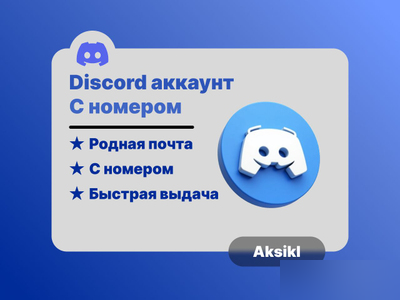 Discord аккаунт
С номером
★ Родная почта
★ С номером
★ Быстрая выдача
Aksikl